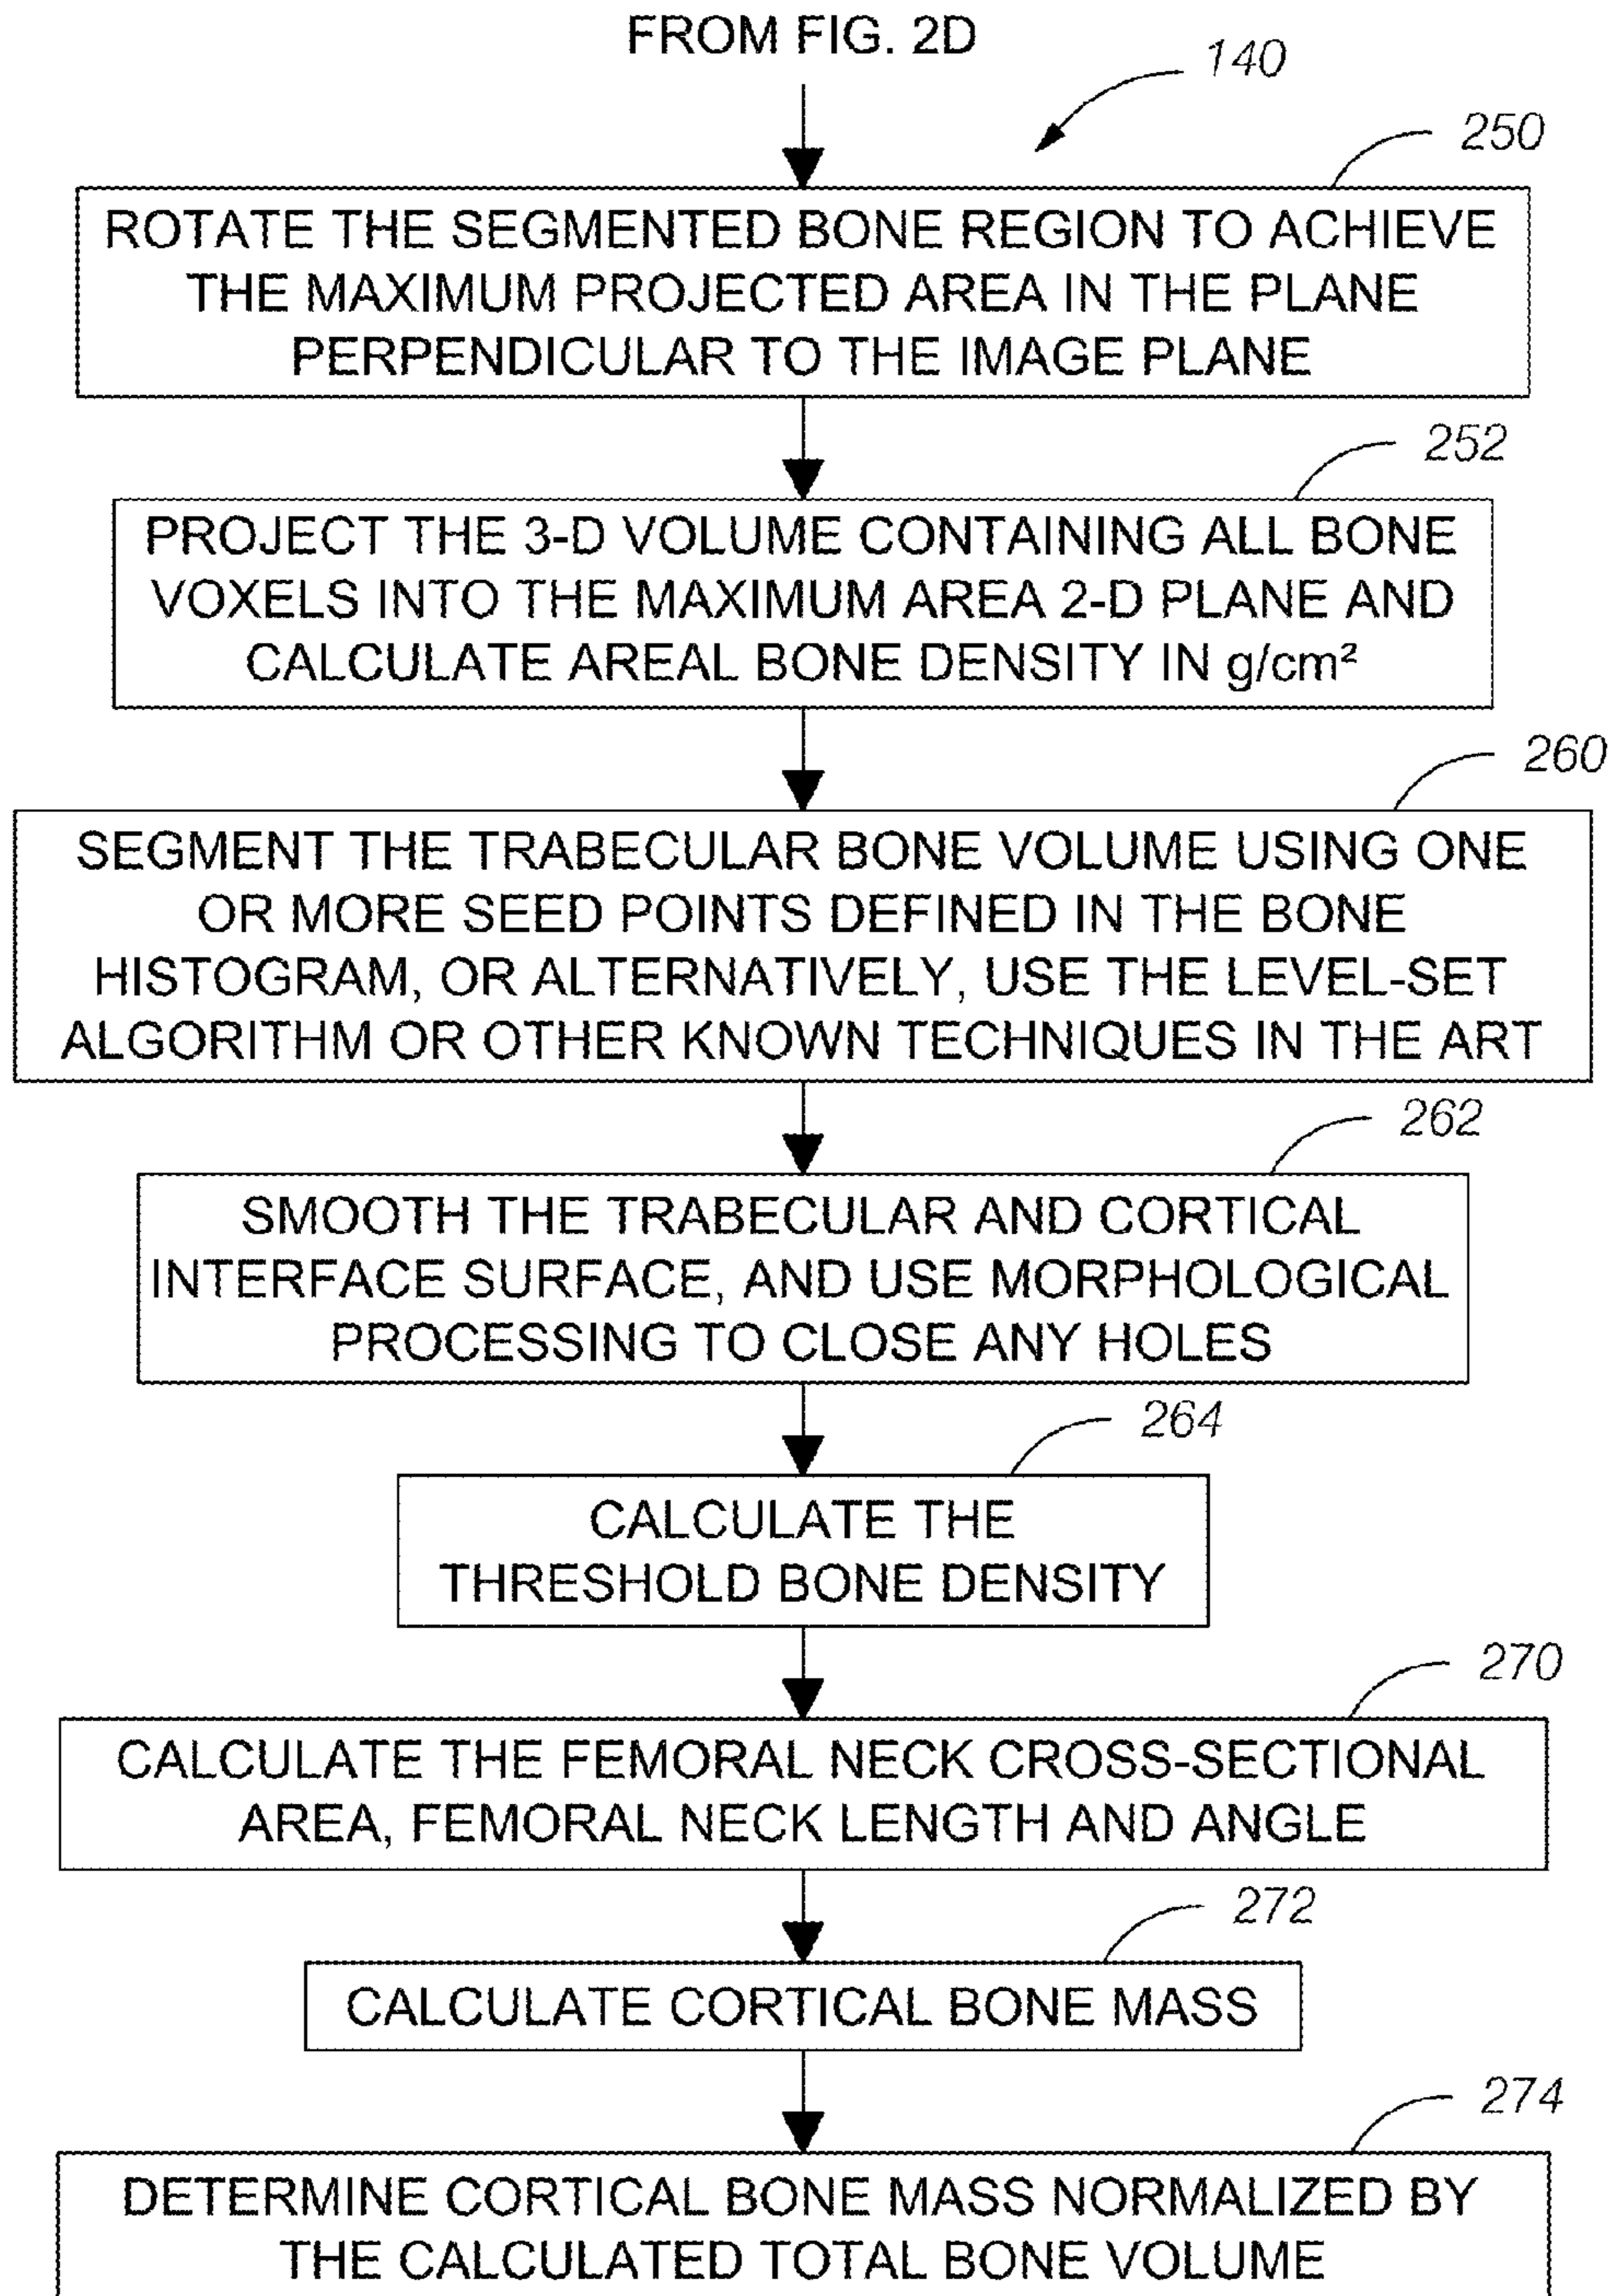 FROM FIG. 2D
140
250
ROTATE THE SEGMENTED BONE REGION TO ACHIEVE
THE MAXIMUM PROJECTED AREA IN THE PLANE
PERPENDICULAR TO THE IMAGE PLANE
252
PROJECT THE 3-D VOLUME CONTAINING ALL BONE
VOXELS INTO THE MAXIMUM AREA 2-D PLANE AND
CALCULATE AREAL BONE DENSITY IN g/cm²
260
SEGMENT THE TRABECULAR BONE VOLUME USING ONE
OR MORE SEED POINTS DEFINED IN THE BONE
HISTOGRAM, OR ALTERNATIVELY, USE THE LEVEL-SET
ALGORITHM OR OTHER KNOWN TECHNIQUES IN THE ART
262
SMOOTH THE TRABECULAR AND CORTICAL
INTERFACE SURFACE, AND USE MORPHOLOGICAL
PROCESSING TO CLOSE ANY HOLES
264
CALCULATE THE
THRESHOLD BONE DENSITY
270
CALCULATE THE FEMORAL NECK CROSS-SECTIONAL
AREA, FEMORAL NECK LENGTH AND ANGLE
272
CALCULATE CORTICAL BONE MASS
274
DETERMINE CORTICAL BONE MASS NORMALIZED BY
THE CALCULATED TOTAL BONE VOLUME